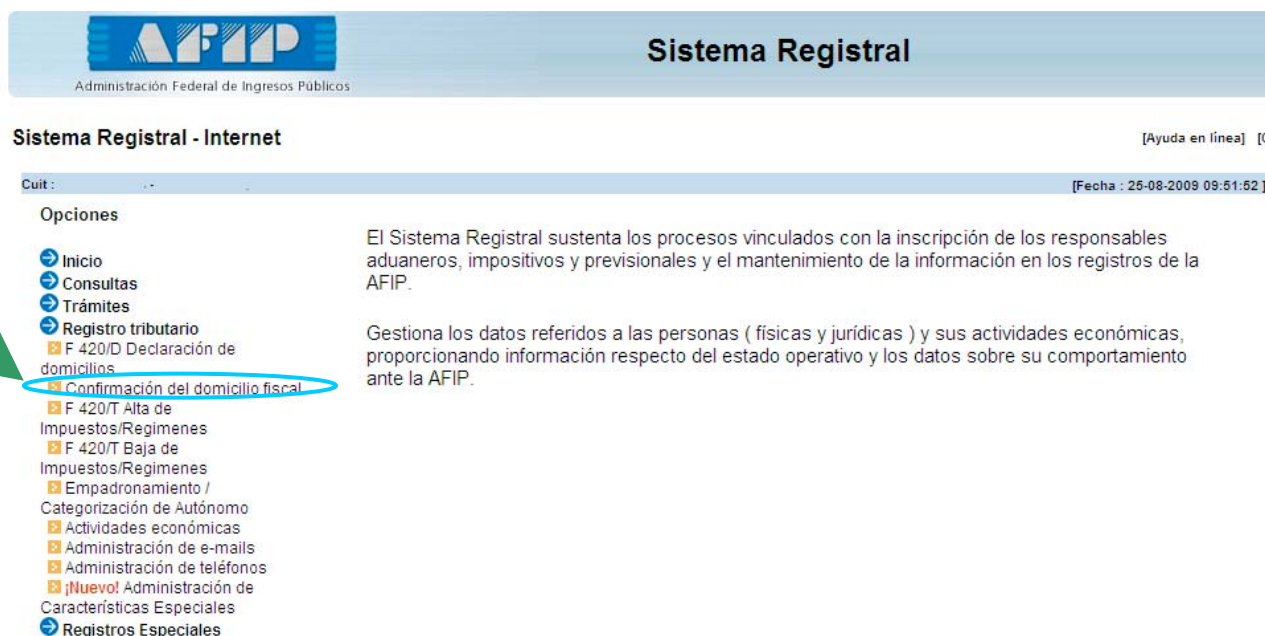 AFIP
Administración Federal de Ingresos Públicos
Sistema Registral
Sistema Registral - Internet
[Ayuda en línea] [
Cuit :
[Fecha : 25-08-2009 09:51:52 ]
Opciones
Inicio
Consultas
Trámites
Registro tributario
F 420/D Declaración de
domicilios
Confirmación del domicilio fiscal
F 420/T Alta de
Impuestos/Regimenes
F 420/T Baja de
Impuestos/Regimenes
Empadronamiento /
Categorización de Autónomo
Actividades económicas
Administración de e-mails
Administración de teléfonos
¡Nuevo! Administración de
Características Especiales
Registros Especiales
El Sistema Registral sustenta los procesos vinculados con la inscripción de los responsables
aduaneros, impositivos y previsionales y el mantenimiento de la información en los registros de la
AFIP.
Gestiona los datos referidos a las personas ( físicas y jurídicas ) y sus actividades económicas,
proporcionando información respecto del estado operativo y los datos sobre su comportamiento
ante la AFIP.